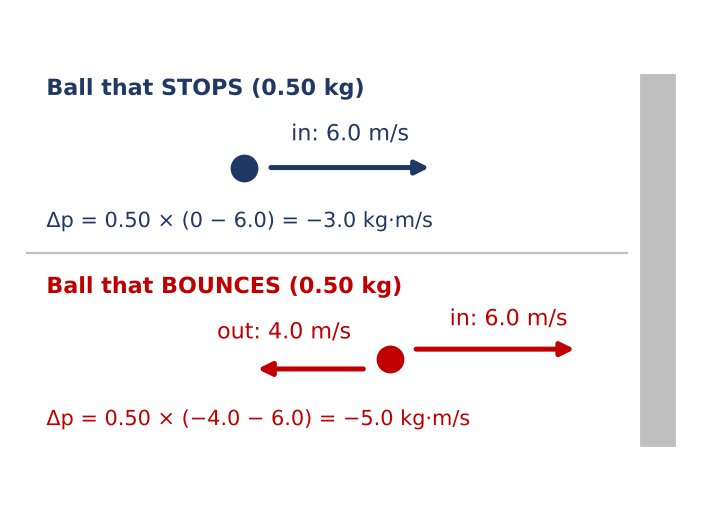 Ball that STOPS (0.50 kg)
in: 6.0 m/s
Δp = 0.50 × (0 − 6.0) = −3.0 kg·m/s
Ball that BOUNCES (0.50 kg)
in: 6.0 m/s
out: 4.0 m/s
Δp = 0.50 × (−4.0 − 6.0) = −5.0 kg·m/s